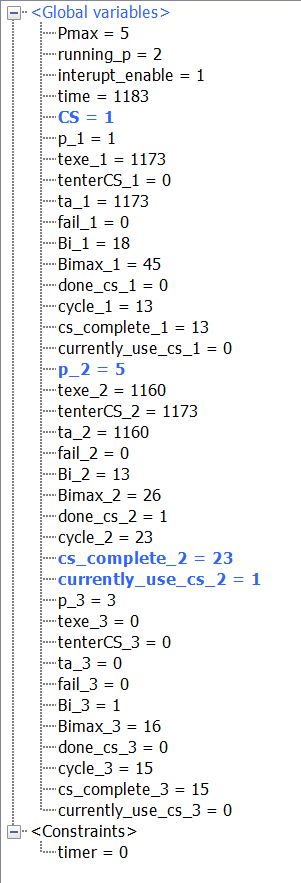 <Global variables>
Pmax = 5
running_p = 2
interupt_enable = 1
time = 1183
CS = 1
p_1 = 1
texe_1 = 1173
tenterCS_1 = 0
ta_1 = 1173
fail_1 = 0
Bi_1 = 18
Bimax_1 = 45
done_cs_1 = 0
cycle_1 = 13
cs_complete_1 = 13
currently_use_cs_1 = 0
p_2 = 5
texe_2 = 1160
tenterCS_2 = 1173
ta_2 = 1160
fail_2 = 0
Bi_2 = 13
Bimax_2 = 26
done_cs_2 = 1
cycle_2 = 23
cs_complete_2 = 23
currently_use_cs_2 = 1
p_3 = 3
texe_3 = 0
tenterCS_3 = 0
ta_3 = 0
fail_3 = 0
Bi_3 = 1
Bimax_3 = 16
done_cs_3 = 0
cycle_3 = 15
cs_complete_3 = 15
currently_use_cs_3 = 0
<Constraints>
timer = 0